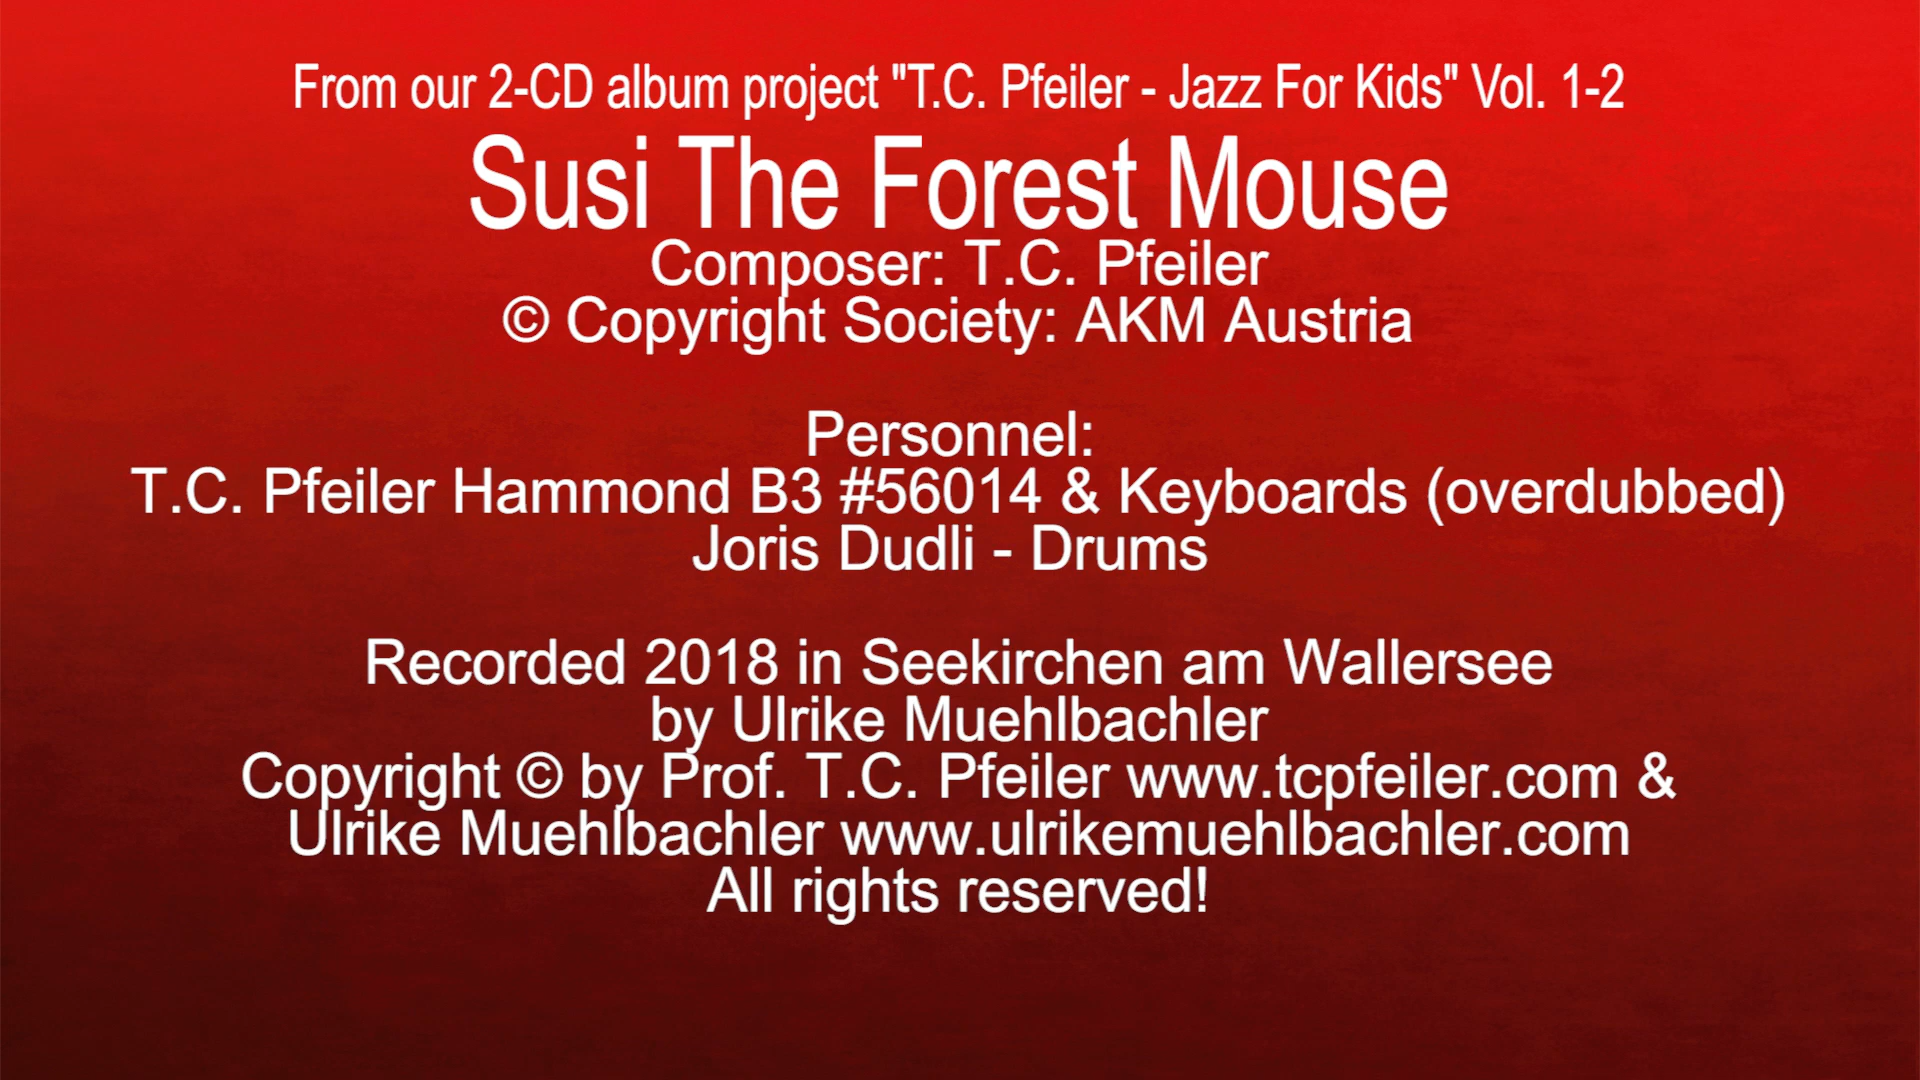 From our 2-CD album project "T.C. Pfeiler - Jazz For Kids" Vol. 1-2
Susi The Forest Mouse
Composer: T.C. Pfeiler
© Copyright Society: AKM Austria
Personnel:
T.C. Pfeiler Hammond B3 #56014 & Keyboards (overdubbed)
Joris Dudli - Drums
Recorded 2018 in Seekirchen am Wallersee
by Ulrike Muehlbachler
Copyright © by Prof. T.C. Pfeiler www.tcpfeiler.com &
Ulrike Muehlbachler www.ulrikemuehlbachler.com
All rights reserved!